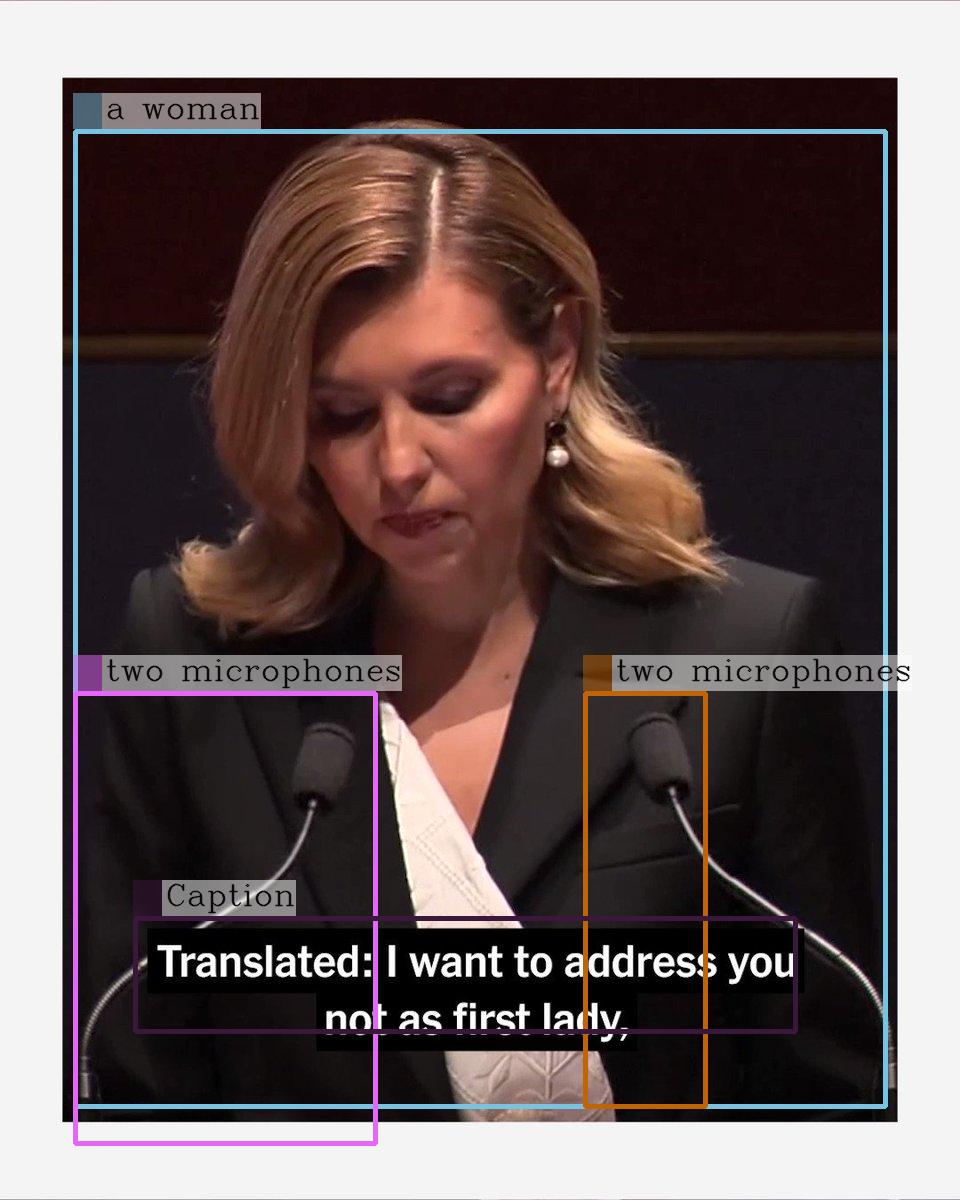 a woman
two microphones
two microphones
Caption
Translated: I want to address you
not as first lady,